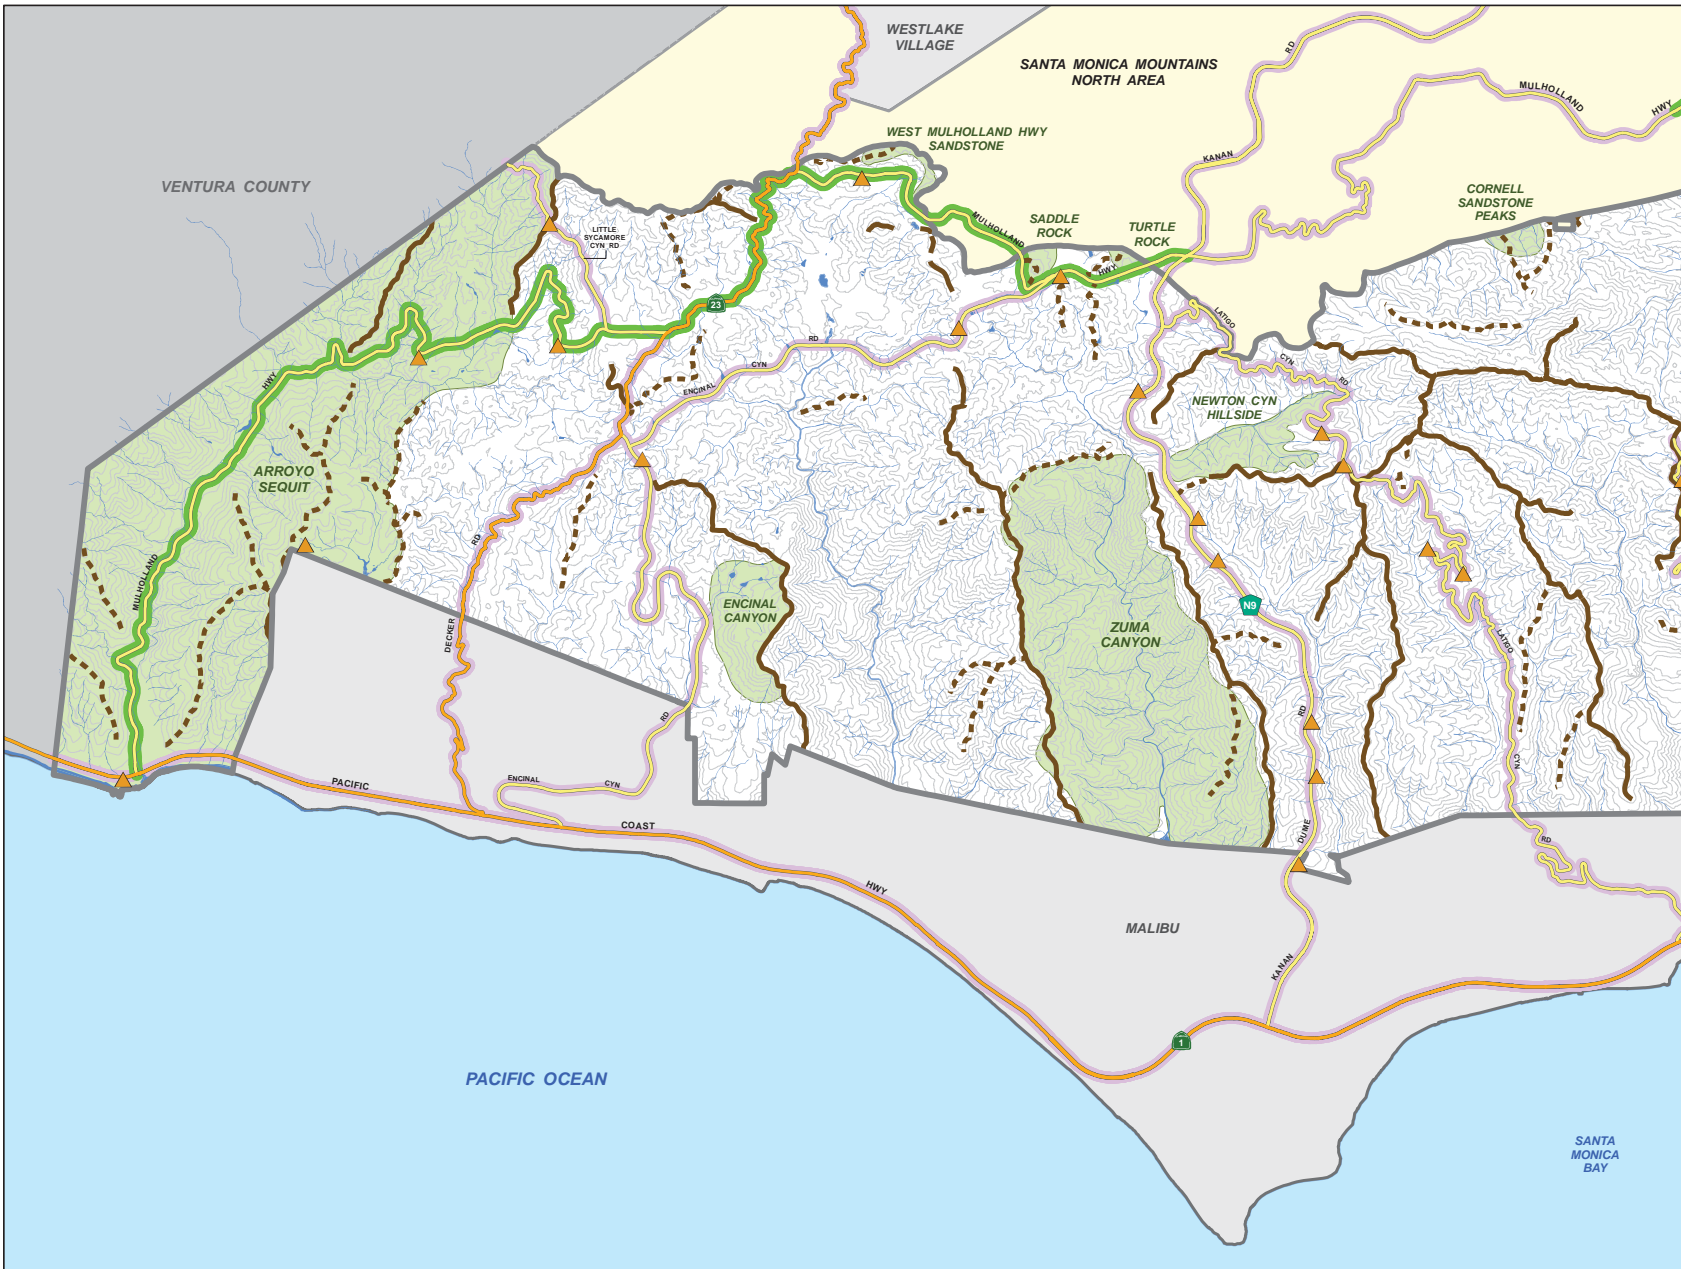 WESTLAKE
VILLAGE
SANTA MONICA MOUNTAINS
NORTH AREA
RD
MULHOLLAND
HWY
WEST MULHOLLAND HWY
SANDSTONE
KANAN
VENTURA COUNTY
CORNELL
SANDSTONE
PEAKS
LITTLE
SYCAMORE
CYN RD
MULHOLLAND
SADDLE
ROCK
TURTLE
ROCK
HWY
23
LATIGO
RD
CYN
ENCINAL
CYN
RD
HWY
NEWTON CYN
HILLSIDE
ARROYO
SEQUIT
RD
MULHOLLAND
ENCINAL
CANYON
N9
DECKER
ZUMA
CANYON
LATIGO
RD
RD
CYN
PACIFIC
ENCINAL
CYN
COAST
DUME
RD
HWY
MALIBU
KANAN
1
PACIFIC OCEAN
SANTA
MONICA
BAY